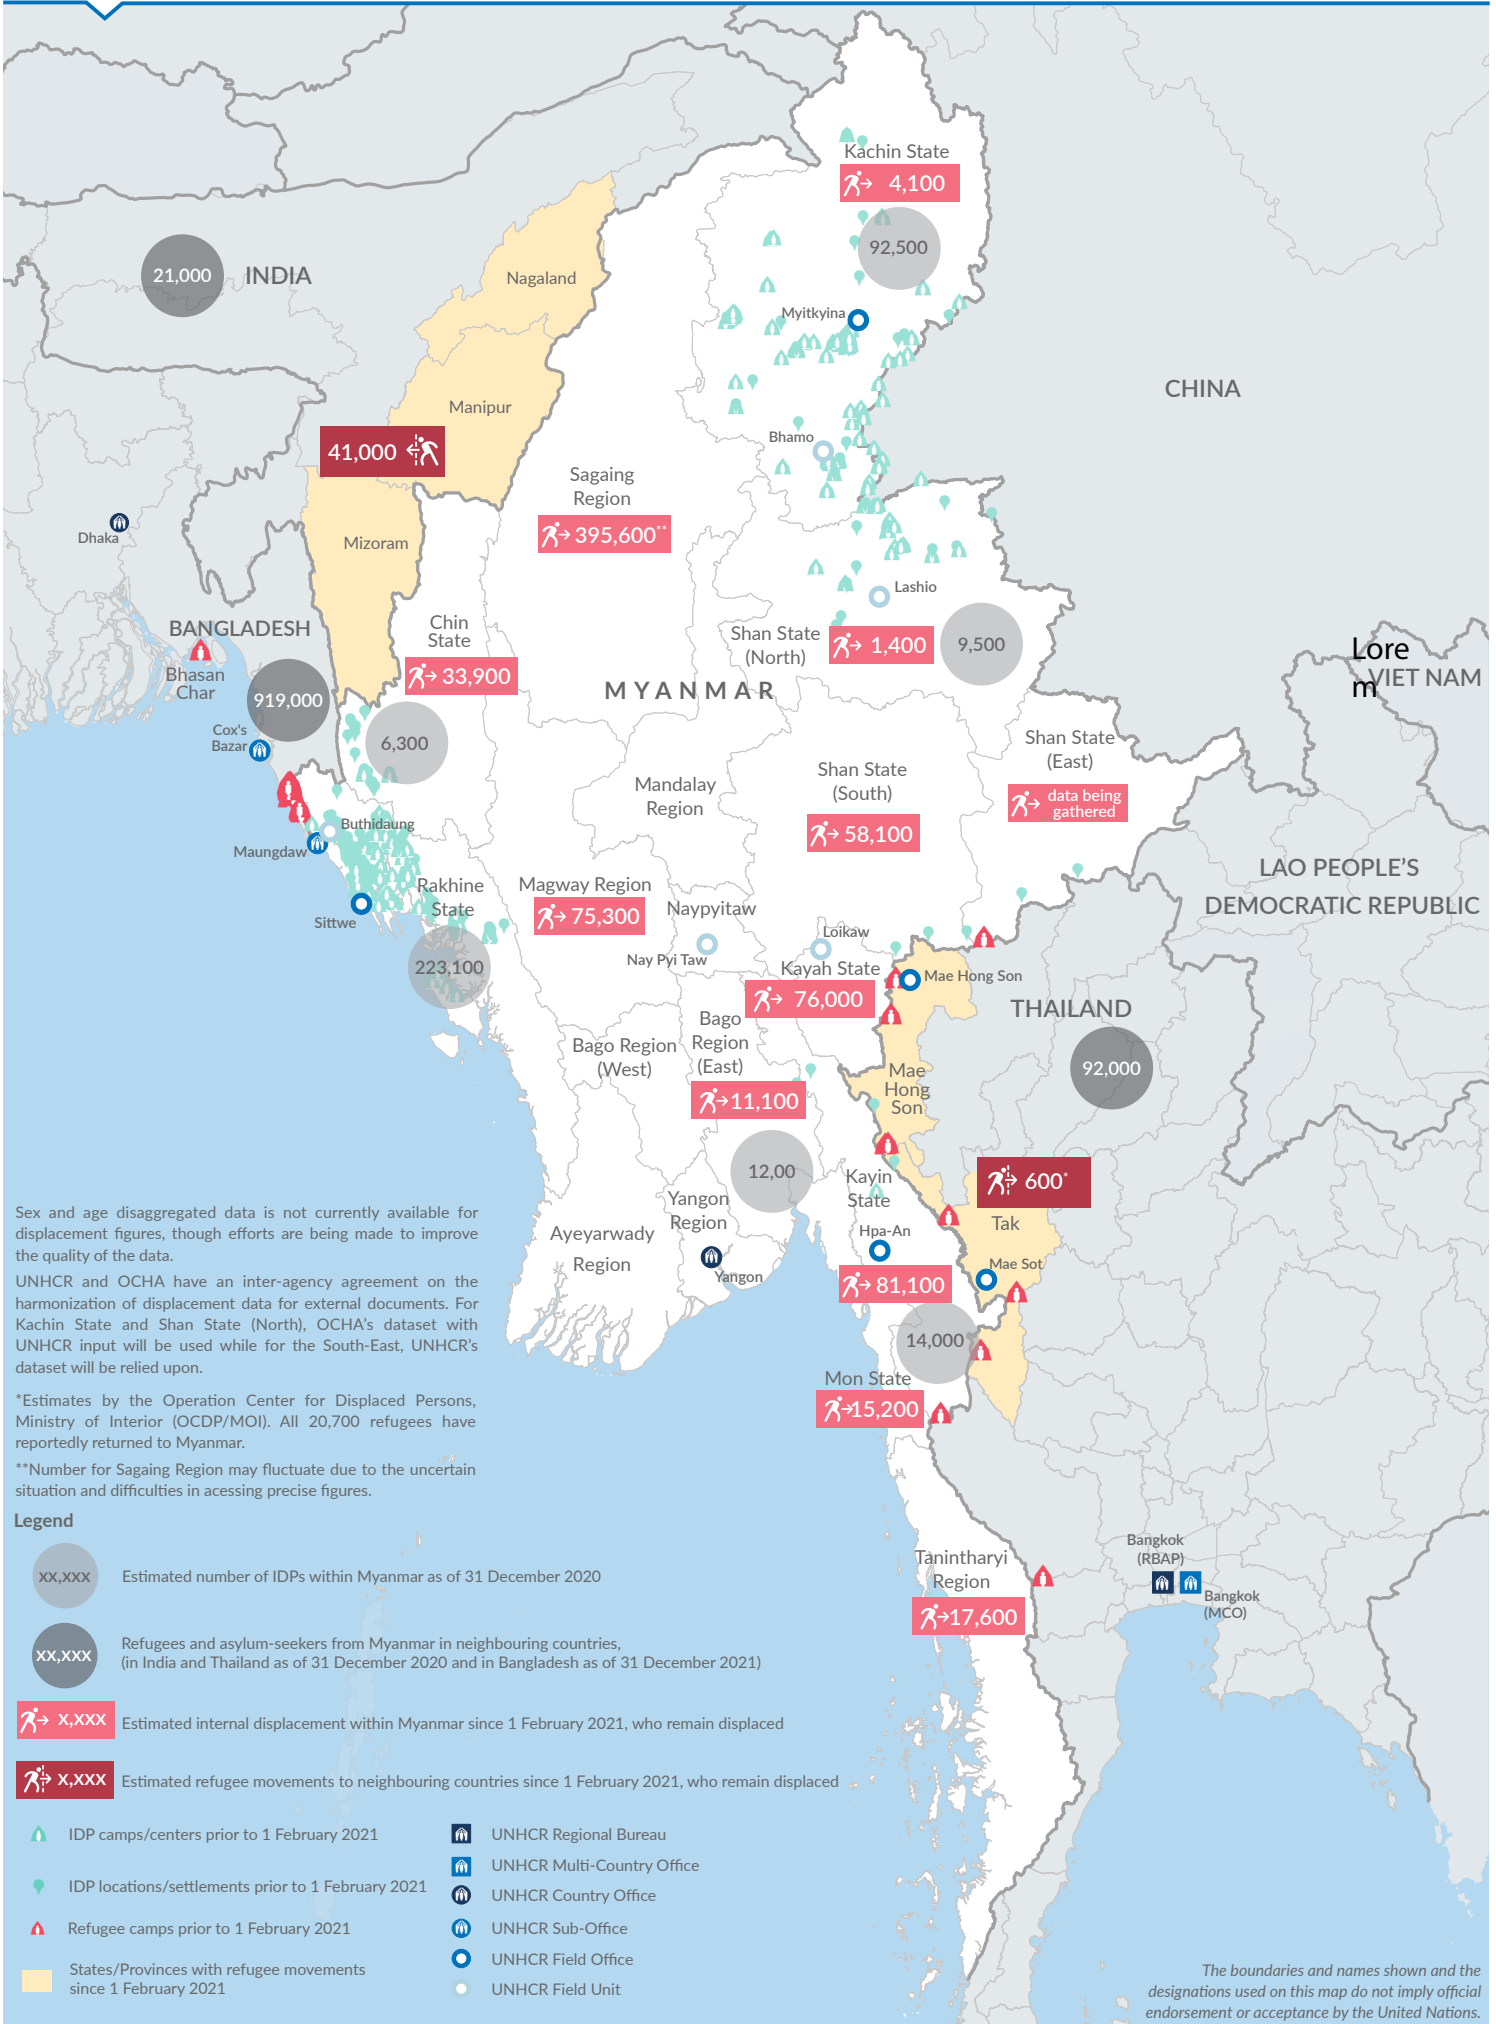 Kachin State
4,100
92,500
21,000
INDIA
Nagaland
Myitkyina
CHINA
Manipur
41,000
Bhamo
Sagaing
Region
395,600**
Dhaka
Mizoram
Lashio
Chin
State
33,900
BANGLADESH
Bhasan
Char
Shan State
(North)
1,400
9,500
Lore
m
VIET NAM
MYANMAR
919,000
Cox's
Bazar
6,300
Shan State
(East)
data being
gathered
Mandalay
Region
Shan State
(South)
58,100
Buthidaung
Maungdaw
LAO PEOPLE'S
DEMOCRATIC REPUBLIC
Rakhine
State
Sittwe
Magway Region
75,300
Naypyitaw
Nay Pyi Taw
Loikaw
223,100
Kayah State
76,000
Mae Hong Son
THAILAND
92,000
Bago Region
(West)
Bago
Region
(East)
11,100
Mae
Hong
Son
12,00
Kayin
State
600*
Tak
Yangon
Region
Yangon
Ayeyarwady
Region
Hpa-An
81,100
Mae Sot
14,000
Mon State
15,200
Tanintharyi
Region
17,600
Bangkok
(RBAP)
Bangkok
(MCO)
Sex and age disaggregated data is not currently available for
displacement figures, though efforts are being made to improve
the quality of the data.
UNHCR and OCHA have an inter-agency agreement on the
harmonization of displacement data for external documents. For
Kachin State and Shan State (North), OCHA's dataset with
UNHCR input will be used while for the South-East, UNHCR's
dataset will be relied upon.
*Estimates by the Operation Center for Displaced Persons,
Ministry of Interior (OCDP/MOI). All 20,700 refugees have
reportedly returned to Myanmar.
**Number for Sagaing Region may fluctuate due to the uncertain
situation and difficulties in acessing precise figures.
Legend
XX,XXX
Estimated number of IDPs within Myanmar as of 31 December 2020
XX,XXX
Refugees and asylum-seekers from Myanmar in neighbouring countries,
(in India and Thailand as of 31 December 2020 and in Bangladesh as of 31 December 2021)
X,XXX
Estimated internal displacement within Myanmar since 1 February 2021, who remain displaced
X,XXX
Estimated refugee movements to neighbouring countries since 1 February 2021, who remain displaced
IDP camps/centers prior to 1 February 2021
IDP locations/settlements prior to 1 February 2021
Refugee camps prior to 1 February 2021
States/Provinces with refugee movements
since 1 February 2021
UNHCR Regional Bureau
UNHCR Multi-Country Office
UNHCR Country Office
UNHCR Sub-Office
UNHCR Field Office
UNHCR Field Unit
The boundaries and names shown and the
designations used on this map do not imply official
endorsement or acceptance by the United Nations.